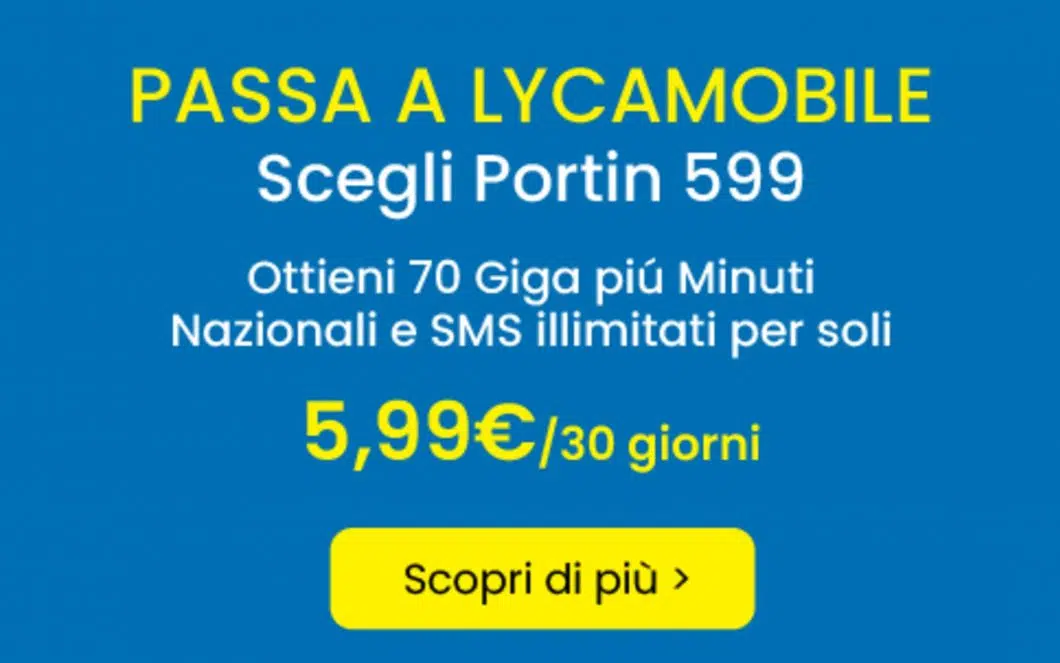 PASSA A LYCAMOBILE
Scegli Portin 599
Ottieni 70 Giga piú Minuti
Nazionali e SMS illimitati per soli
5,99€/30 giorni
Scopri di più >